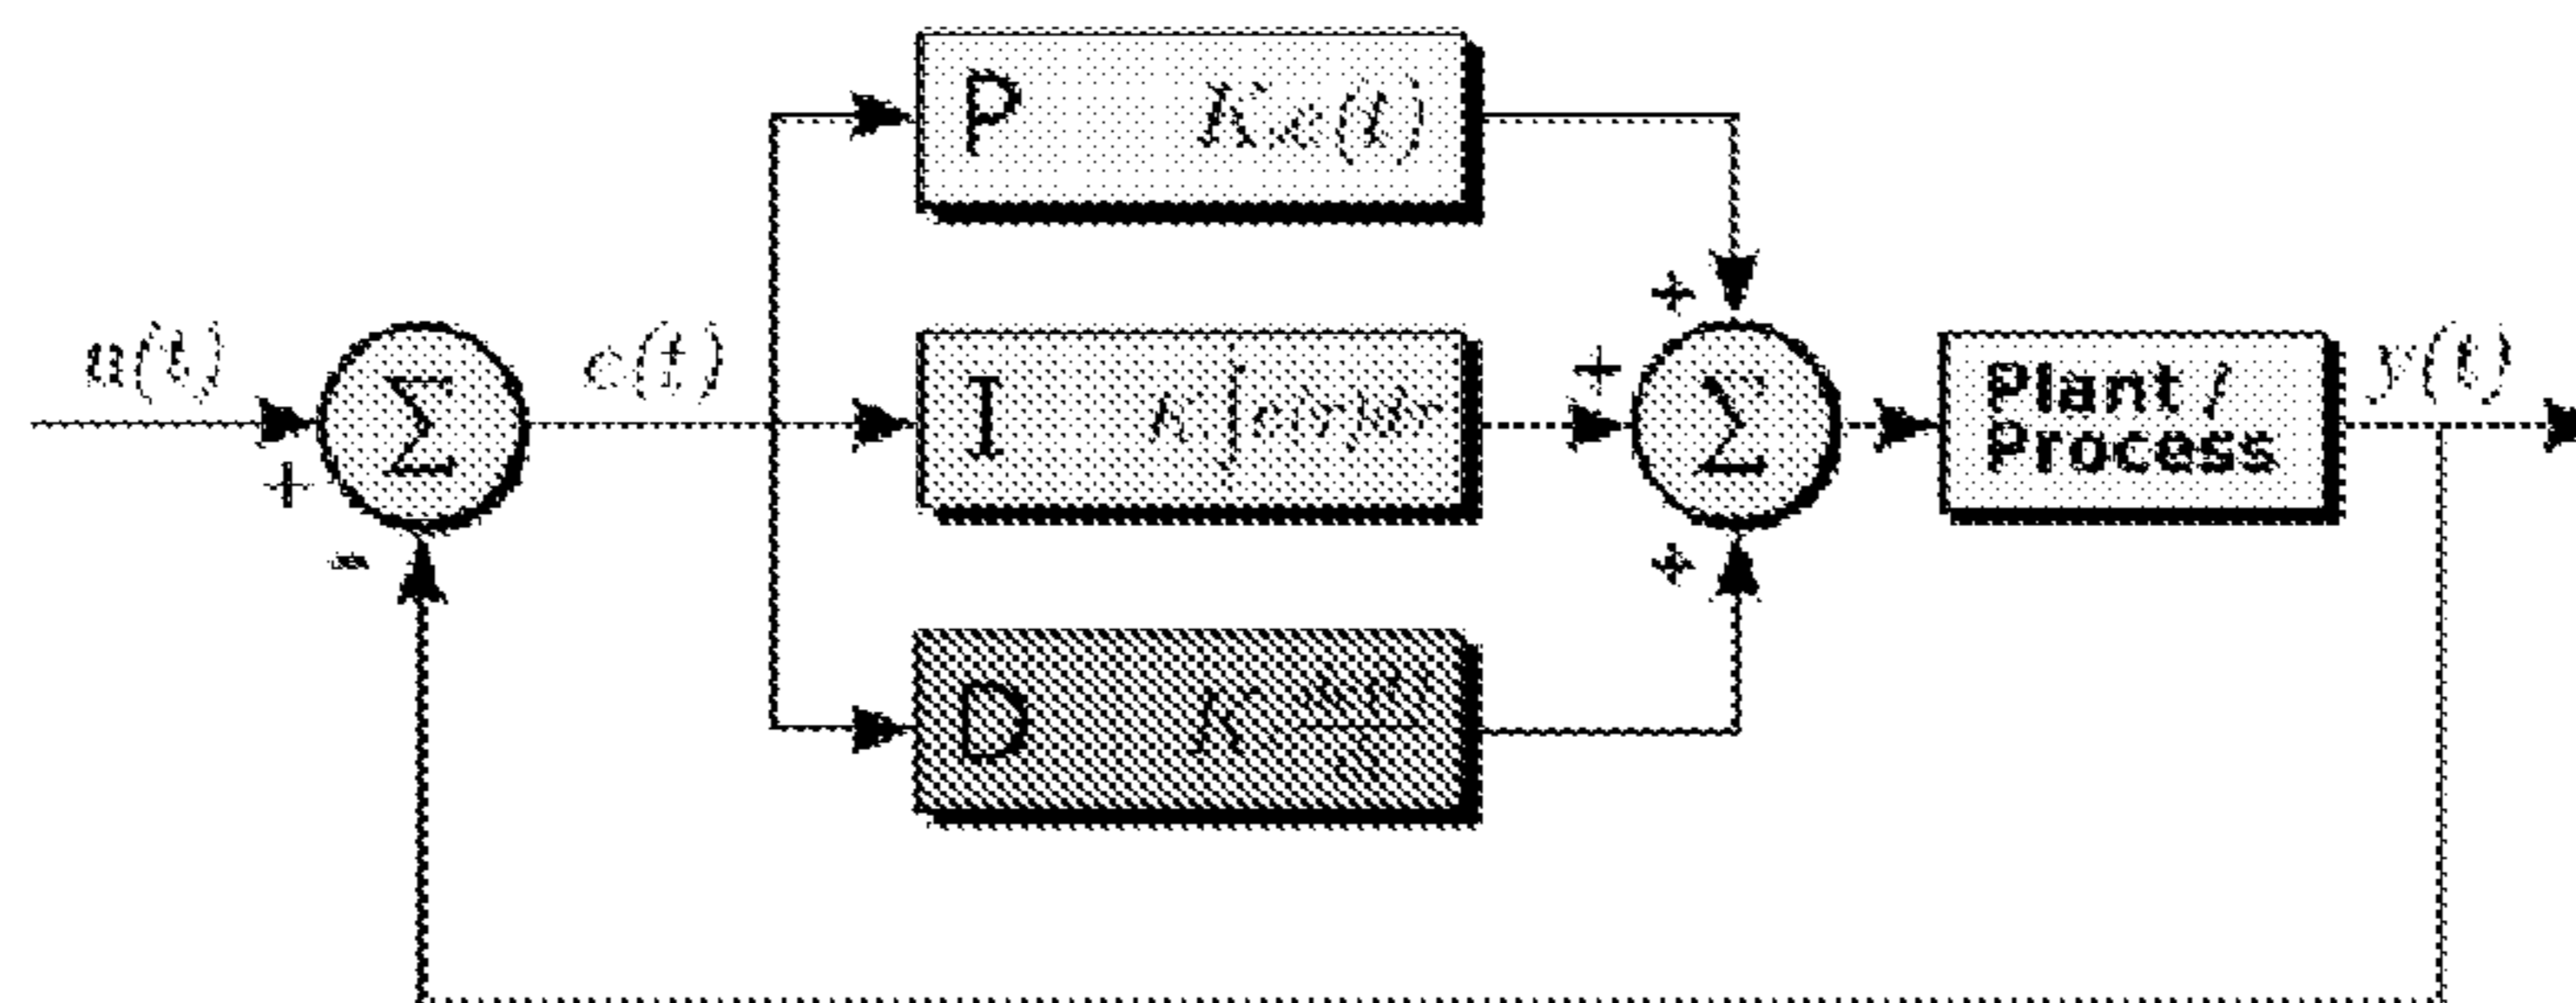 P K e(t)
+
u(t)
Σ
e(t)
+
I
+
Σ
Plant /
Process
y(t)
-
+
D K